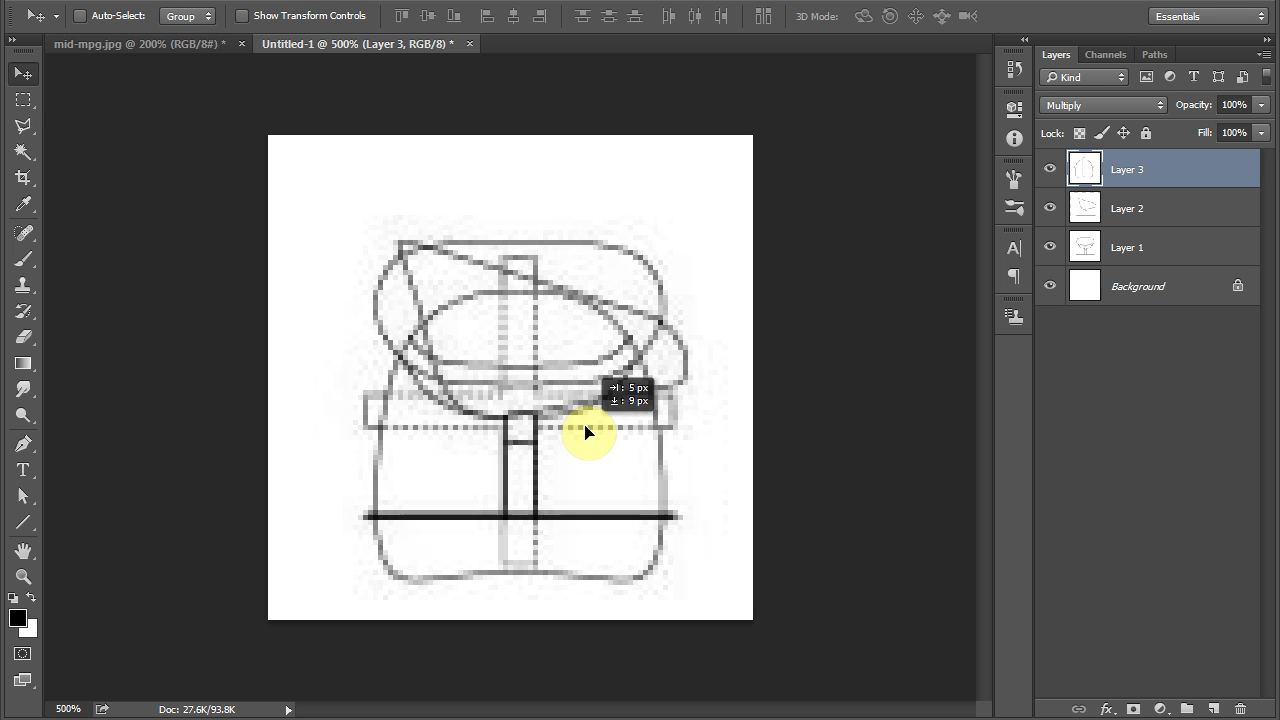 Auto-Select: Group Show Transform Controls 3D Mode: Essentials
mid-mpg.jpg @ 200% (RGB/8#) * × Untitled-1 @ 500% (Layer 3, RGB/8) * ×
Layers Channels Paths
Kind
Multiply Opacity: 100%
Lock: Fill: 100%
Layer 3
Layer 2
Layer 1
Background
: 5 px
: 9 px
500% Doc: 27.6K/93.8K